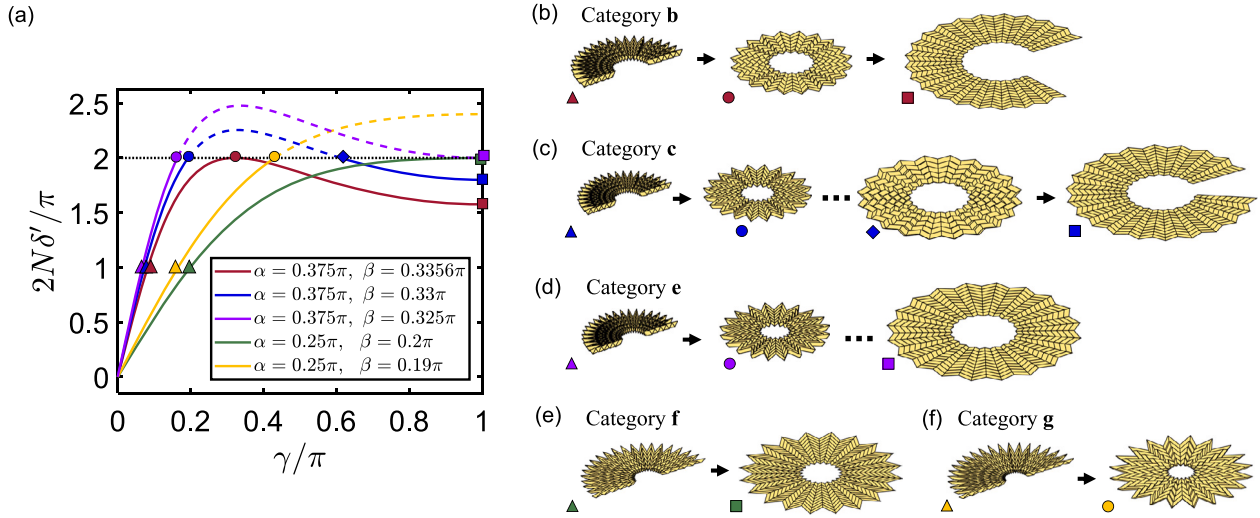 (a)
2Nδ′/π
2.5
2
1.5
1
0.5
0
0 0.2 0.4 0.6 0.8 1
γ/π
α = 0.375π, β = 0.3356π
α = 0.375π, β = 0.33π
α = 0.375π, β = 0.325π
α = 0.25π, β = 0.2π
α = 0.25π, β = 0.19π
(b) Category b
(c) Category c
(d) Category e
(e) Category f
(f) Category g